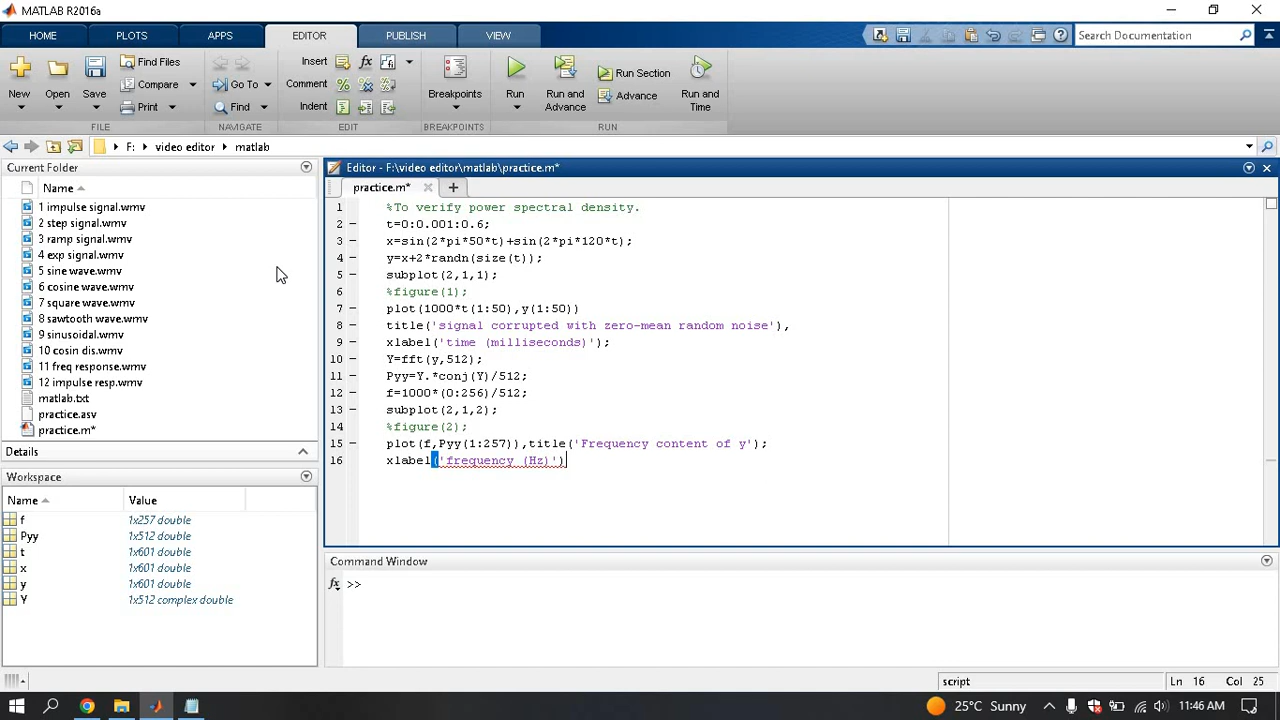 MATLAB R2016a
HOME PLOTS APPS EDITOR PUBLISH VIEW Search Documentation
Find Files Insert fx
Compare Go To Comment Run Section
New Open Save Print Find Indent Breakpoints Run Run and Advance Advance Run and Time
FILE NAVIGATE EDIT BREAKPOINTS RUN
F: video editor matlab
Current Folder
Name
1 impulse signal.wmv
2 step signal.wmv
3 ramp signal.wmv
4 exp signal.wmv
5 sine wave.wmv
6 cosine wave.wmv
7 square wave.wmv
8 sawtooth wave.wmv
9 sinusoidal.wmv
10 cosin dis.wmv
11 freq response.wmv
12 impulse resp.wmv
matlab.txt
practice.asv
practice.m*
Details
Workspace
Name Value
f 1x257 double
Pyy 1x512 double
t 1x601 double
x 1x601 double
y 1x601 double
Y 1x512 complex double
Editor - F:\video editor\matlab\practice.m*
practice.m*
1 %To verify power spectral density.
2 t=0:0.001:0.6;
3 x=sin(2*pi*50*t)+sin(2*pi*120*t);
4 y=x+2*randn(size(t));
5 subplot(2,1,1);
6 %figure(1);
7 plot(1000*t(1:50),y(1:50))
8 title('signal corrupted with zero-mean random noise'),
9 xlabel('time (milliseconds)');
10 Y=fft(y,512);
11 Pyy=Y.*conj(Y)/512;
12 f=1000*(0:256)/512;
13 subplot(2,1,2);
14 %figure(2);
15 plot(f,Pyy(1:257)),title('Frequency content of y');
16 xlabel('frequency (Hz)')
Command Window
fx >>
script Ln 16 Col 25
25°C Sunny 11:46 AM